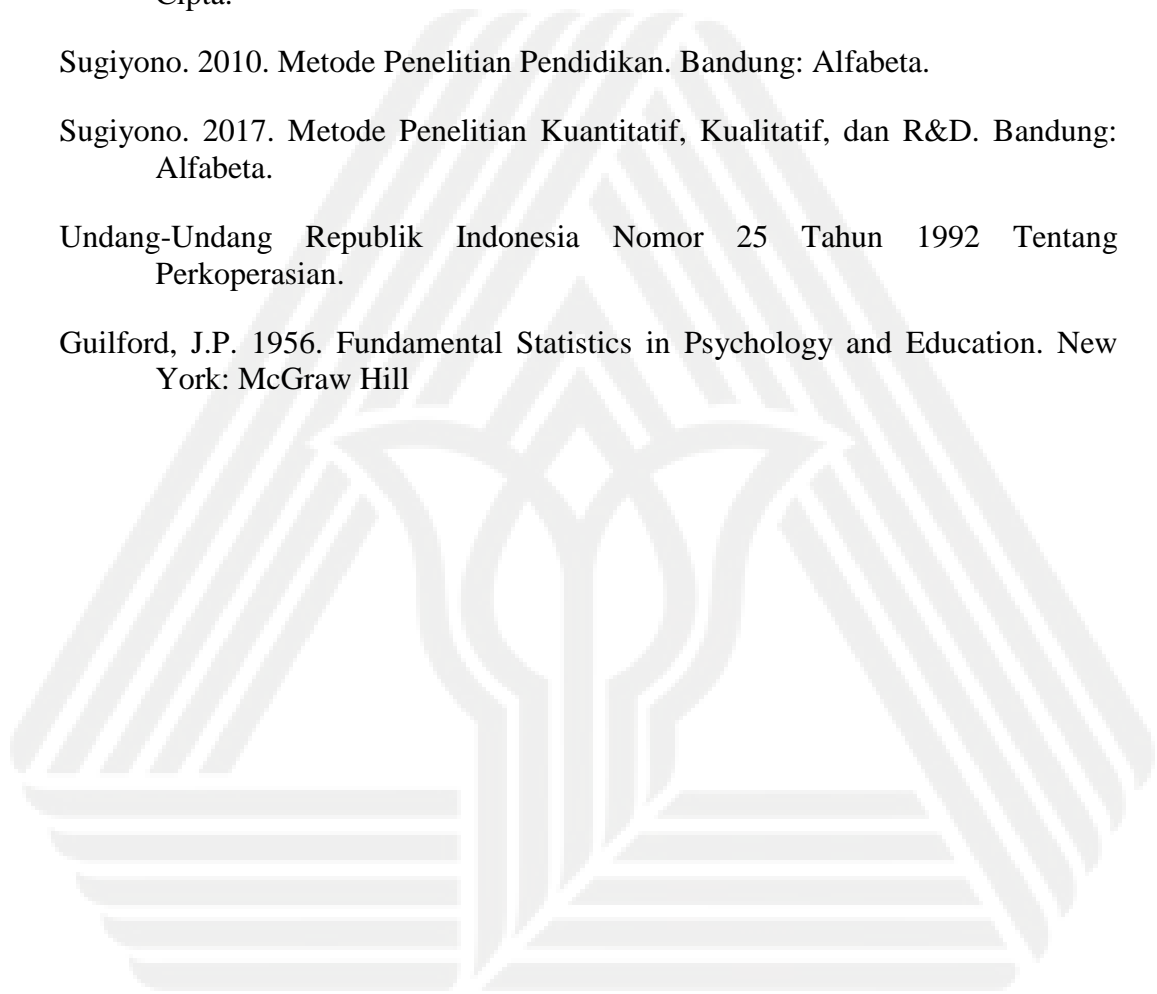 Cipta.
Sugiyono. 2010. Metode Penelitian Pendidikan. Bandung: Alfabeta.
Sugiyono. 2017. Metode Penelitian Kuantitatif, Kualitatif, dan R&D. Bandung:
Alfabeta.
Undang-Undang Republik Indonesia Nomor 25 Tahun 1992 Tentang
Perkoperasian.
Guilford, J.P. 1956. Fundamental Statistics in Psychology and Education. New
York: McGraw Hill